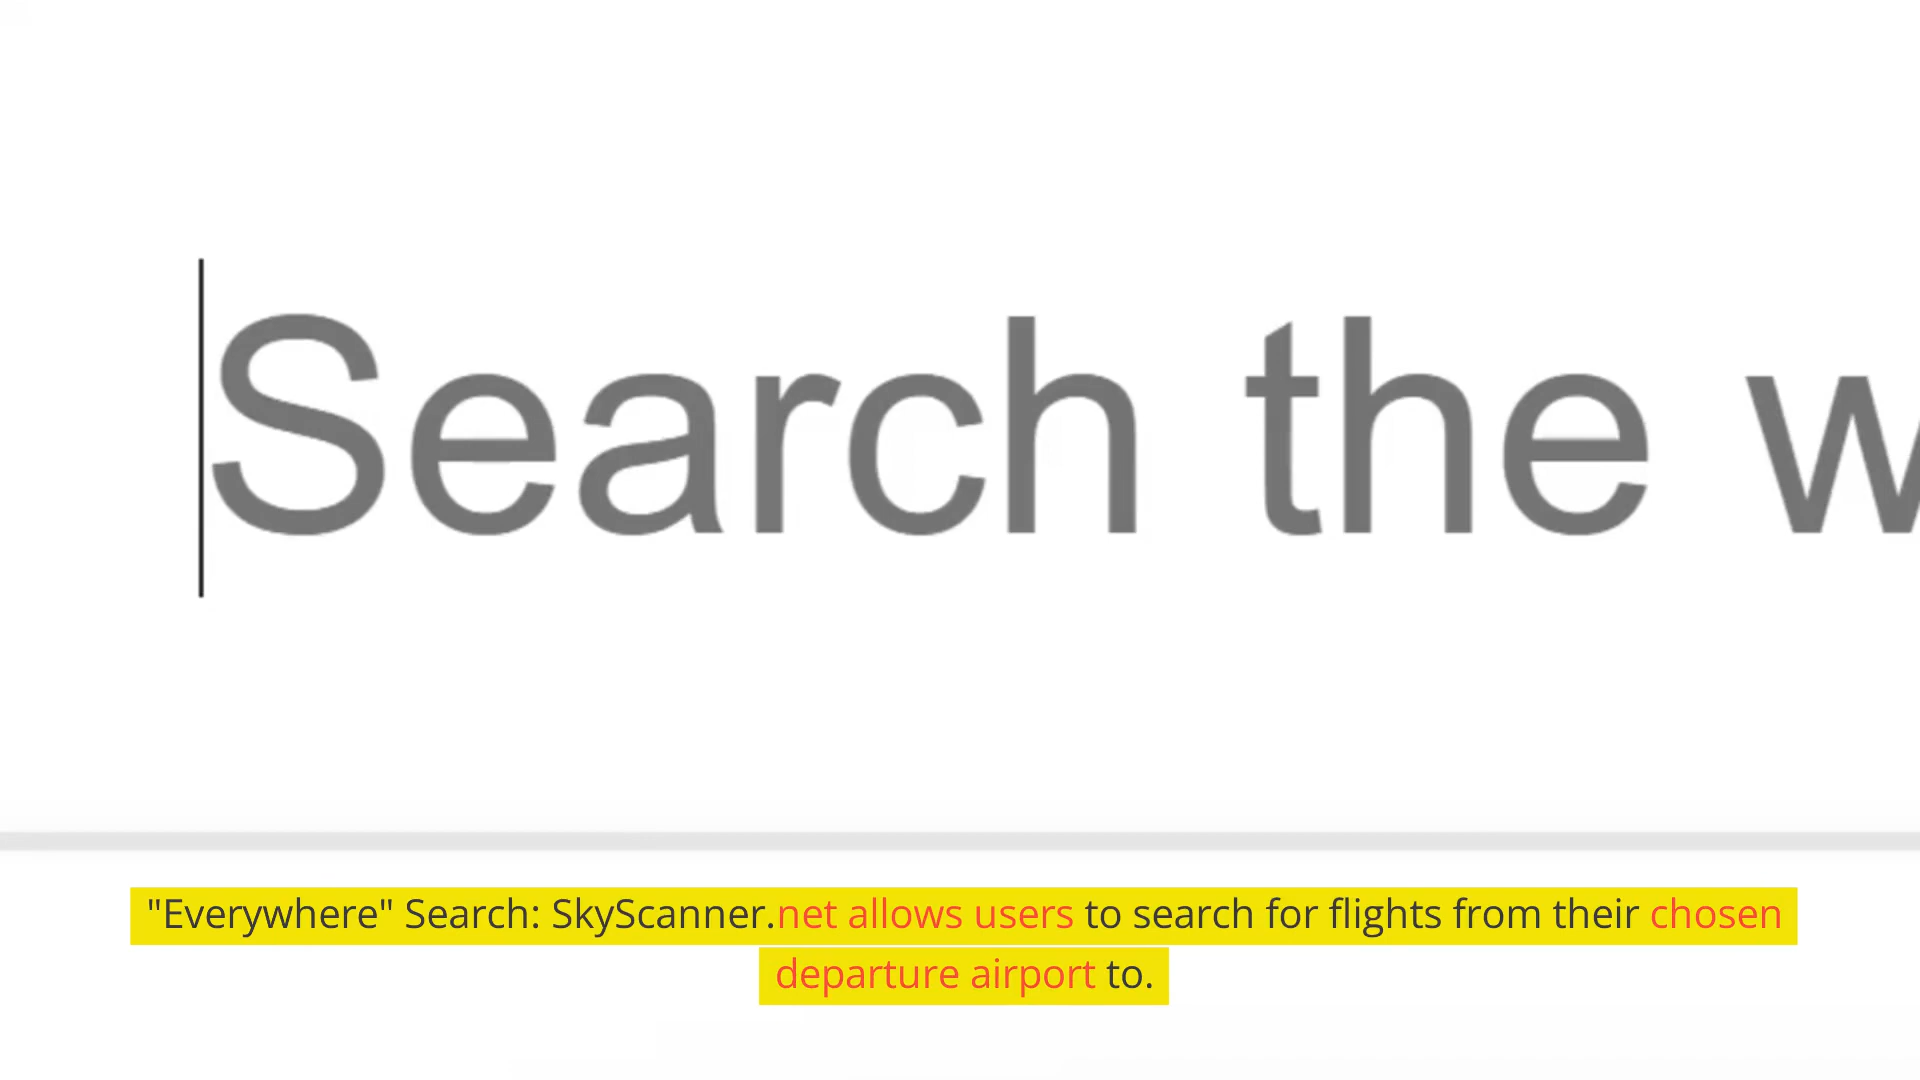 Search the w
"Everywhere" Search: SkyScanner.net allows users to search for flights from their chosen
departure airport to.